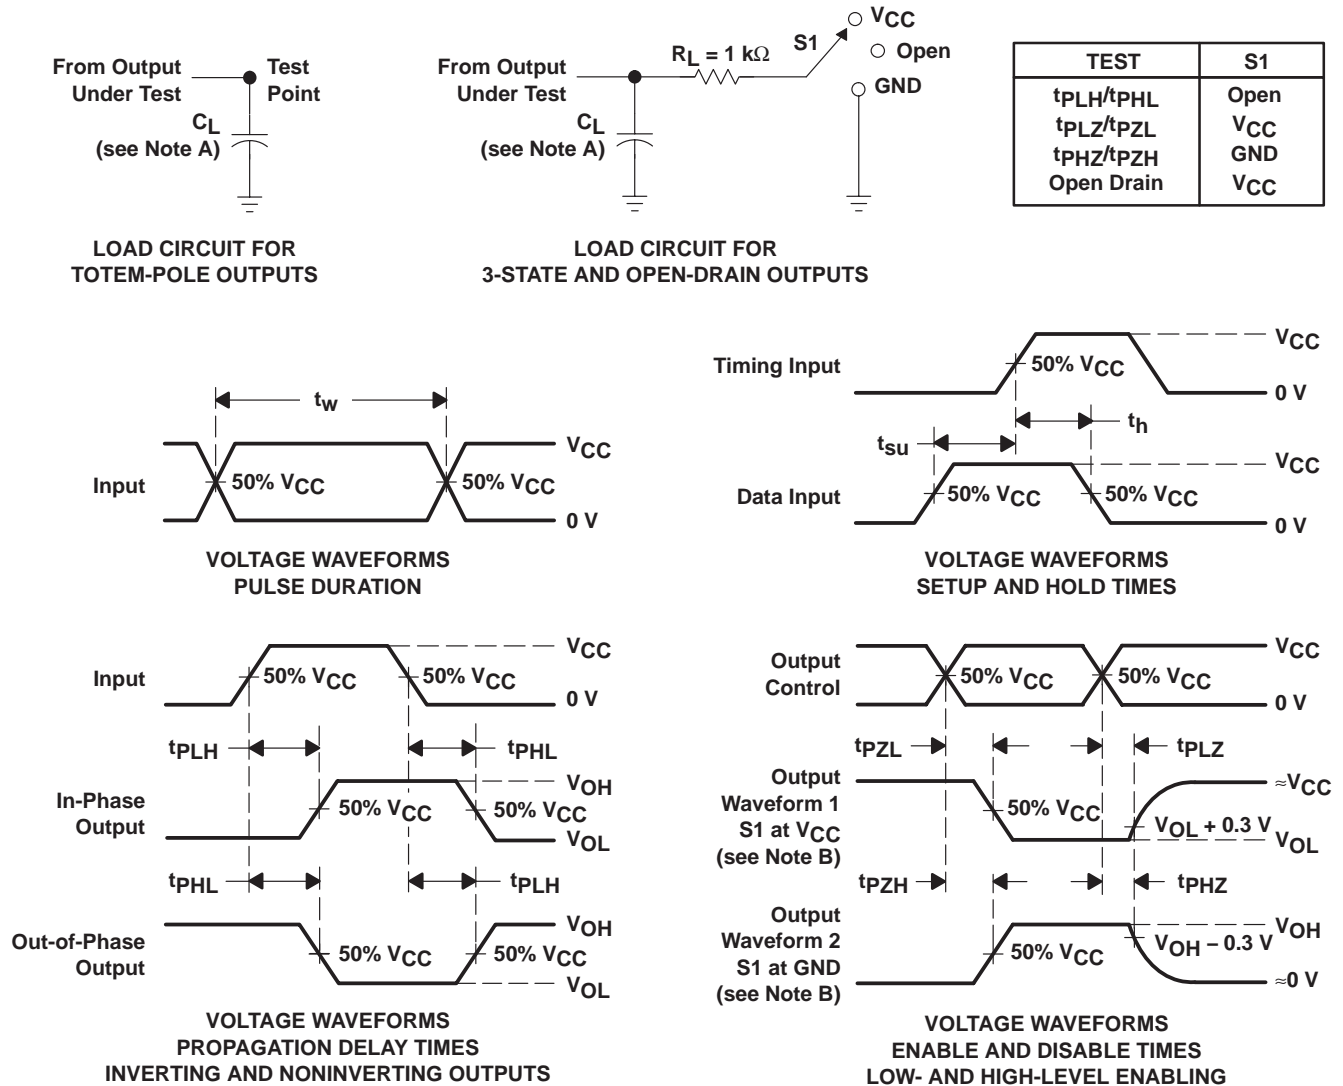 From Output
Under Test
Test
Point
CL
(see Note A)
LOAD CIRCUIT FOR
TOTEM-POLE OUTPUTS
From Output
Under Test
RL = 1 kΩ
S1
VCC
Open
GND
CL
(see Note A)
LOAD CIRCUIT FOR
3-STATE AND OPEN-DRAIN OUTPUTS
TEST S1
tPLH/tPHL Open
tPLZ/tPZL VCC
tPHZ/tPZH GND
Open Drain VCC
tw
Input
50% VCC
50% VCC
VCC
0 V
VOLTAGE WAVEFORMS
PULSE DURATION
Timing Input
50% VCC
VCC
0 V
tsu
th
Data Input
50% VCC
50% VCC
VCC
0 V
VOLTAGE WAVEFORMS
SETUP AND HOLD TIMES
Input
50% VCC
50% VCC
VCC
0 V
tPLH
tPHL
In-Phase
Output
50% VCC
50% VCC
VOH
VOL
tPHL
tPLH
Out-of-Phase
Output
50% VCC
50% VCC
VOH
VOL
VOLTAGE WAVEFORMS
PROPAGATION DELAY TIMES
INVERTING AND NONINVERTING OUTPUTS
Output
Control
50% VCC
50% VCC
VCC
0 V
tPZL
tPLZ
Output
Waveform 1
S1 at VCC
(see Note B)
50% VCC
≈VCC
VOL + 0.3 V
VOL
tPZH
tPHZ
Output
Waveform 2
S1 at GND
(see Note B)
50% VCC
VOH
VOH – 0.3 V
≈0 V
VOLTAGE WAVEFORMS
ENABLE AND DISABLE TIMES
LOW- AND HIGH-LEVEL ENABLING